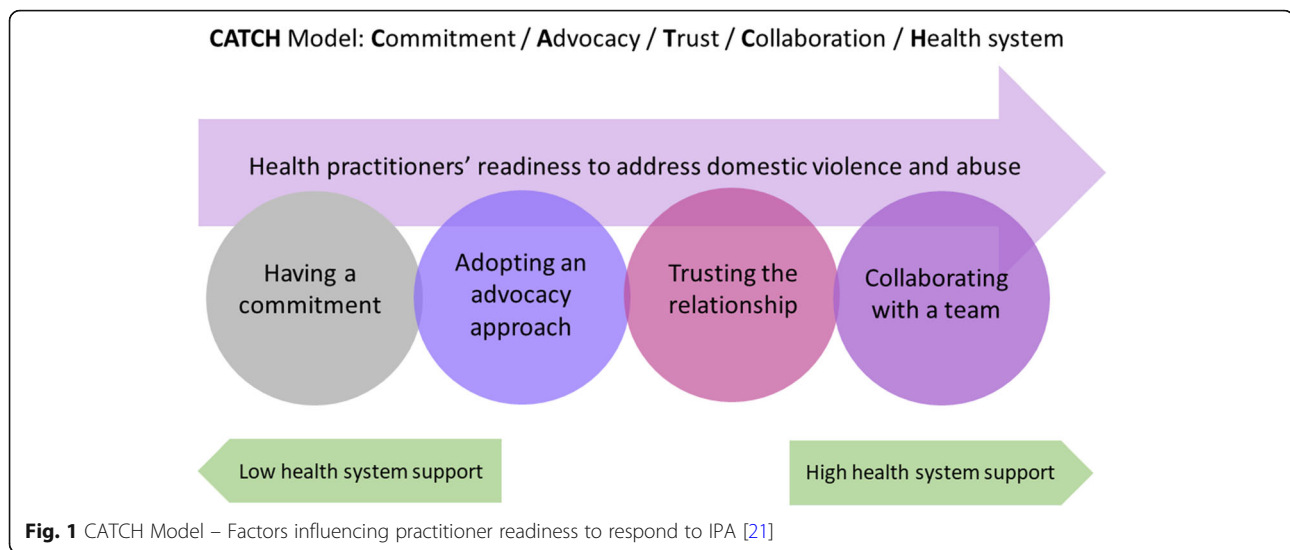 CATCH Model: Commitment / Advocacy / Trust / Collaboration / Health system
Health practitioners' readiness to address domestic violence and abuse
Having a
commitment
Adopting an
advocacy
approach
Trusting the
relationship
Collaborating
with a team
Low health system support
High health system support
Fig. 1 CATCH Model – Factors influencing practitioner readiness to respond to IPA [21]